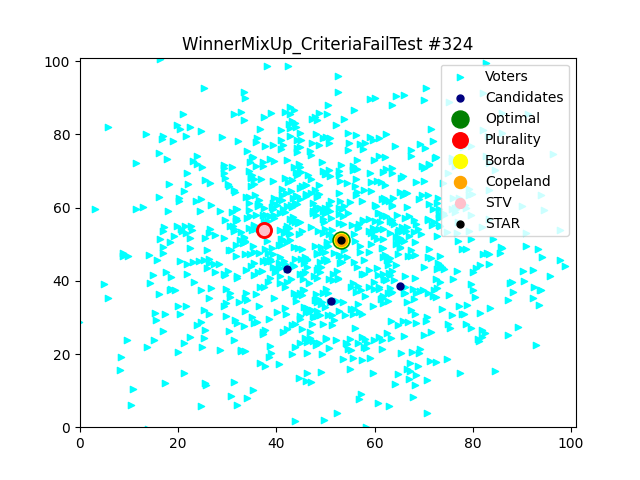 WinnerMixUp_CriteriaFailTest #324
100
80
60
40
20
0
0 20 40 60 80 100
Voters
Candidates
Optimal
Plurality
Borda
Copeland
STV
STAR